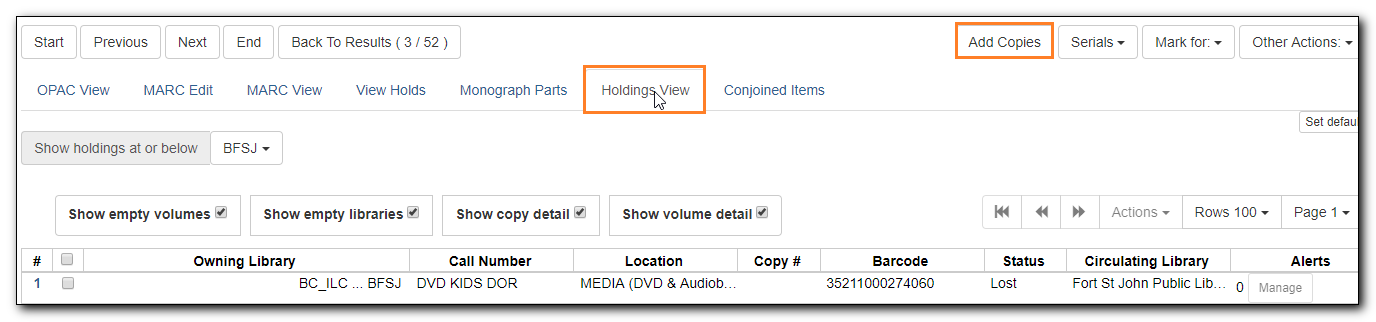 Start Previous Next End Back To Results ( 3 / 52 ) Add Copies Serials Mark for: Other Actions:
OPAC View MARC Edit MARC View View Holds Monograph Parts Holdings View Conjoined Items
Set defau
Show holdings at or below BFSJ
Show empty volumes Show empty libraries Show copy detail Show volume detail Actions Rows 100 Page 1
# Owning Library Call Number Location Copy # Barcode Status Circulating Library Alerts
1 BC_ILC ... BFSJ DVD KIDS DOR MEDIA (DVD & Audiob… 35211000274060 Lost Fort St John Public Lib… 0 Manage